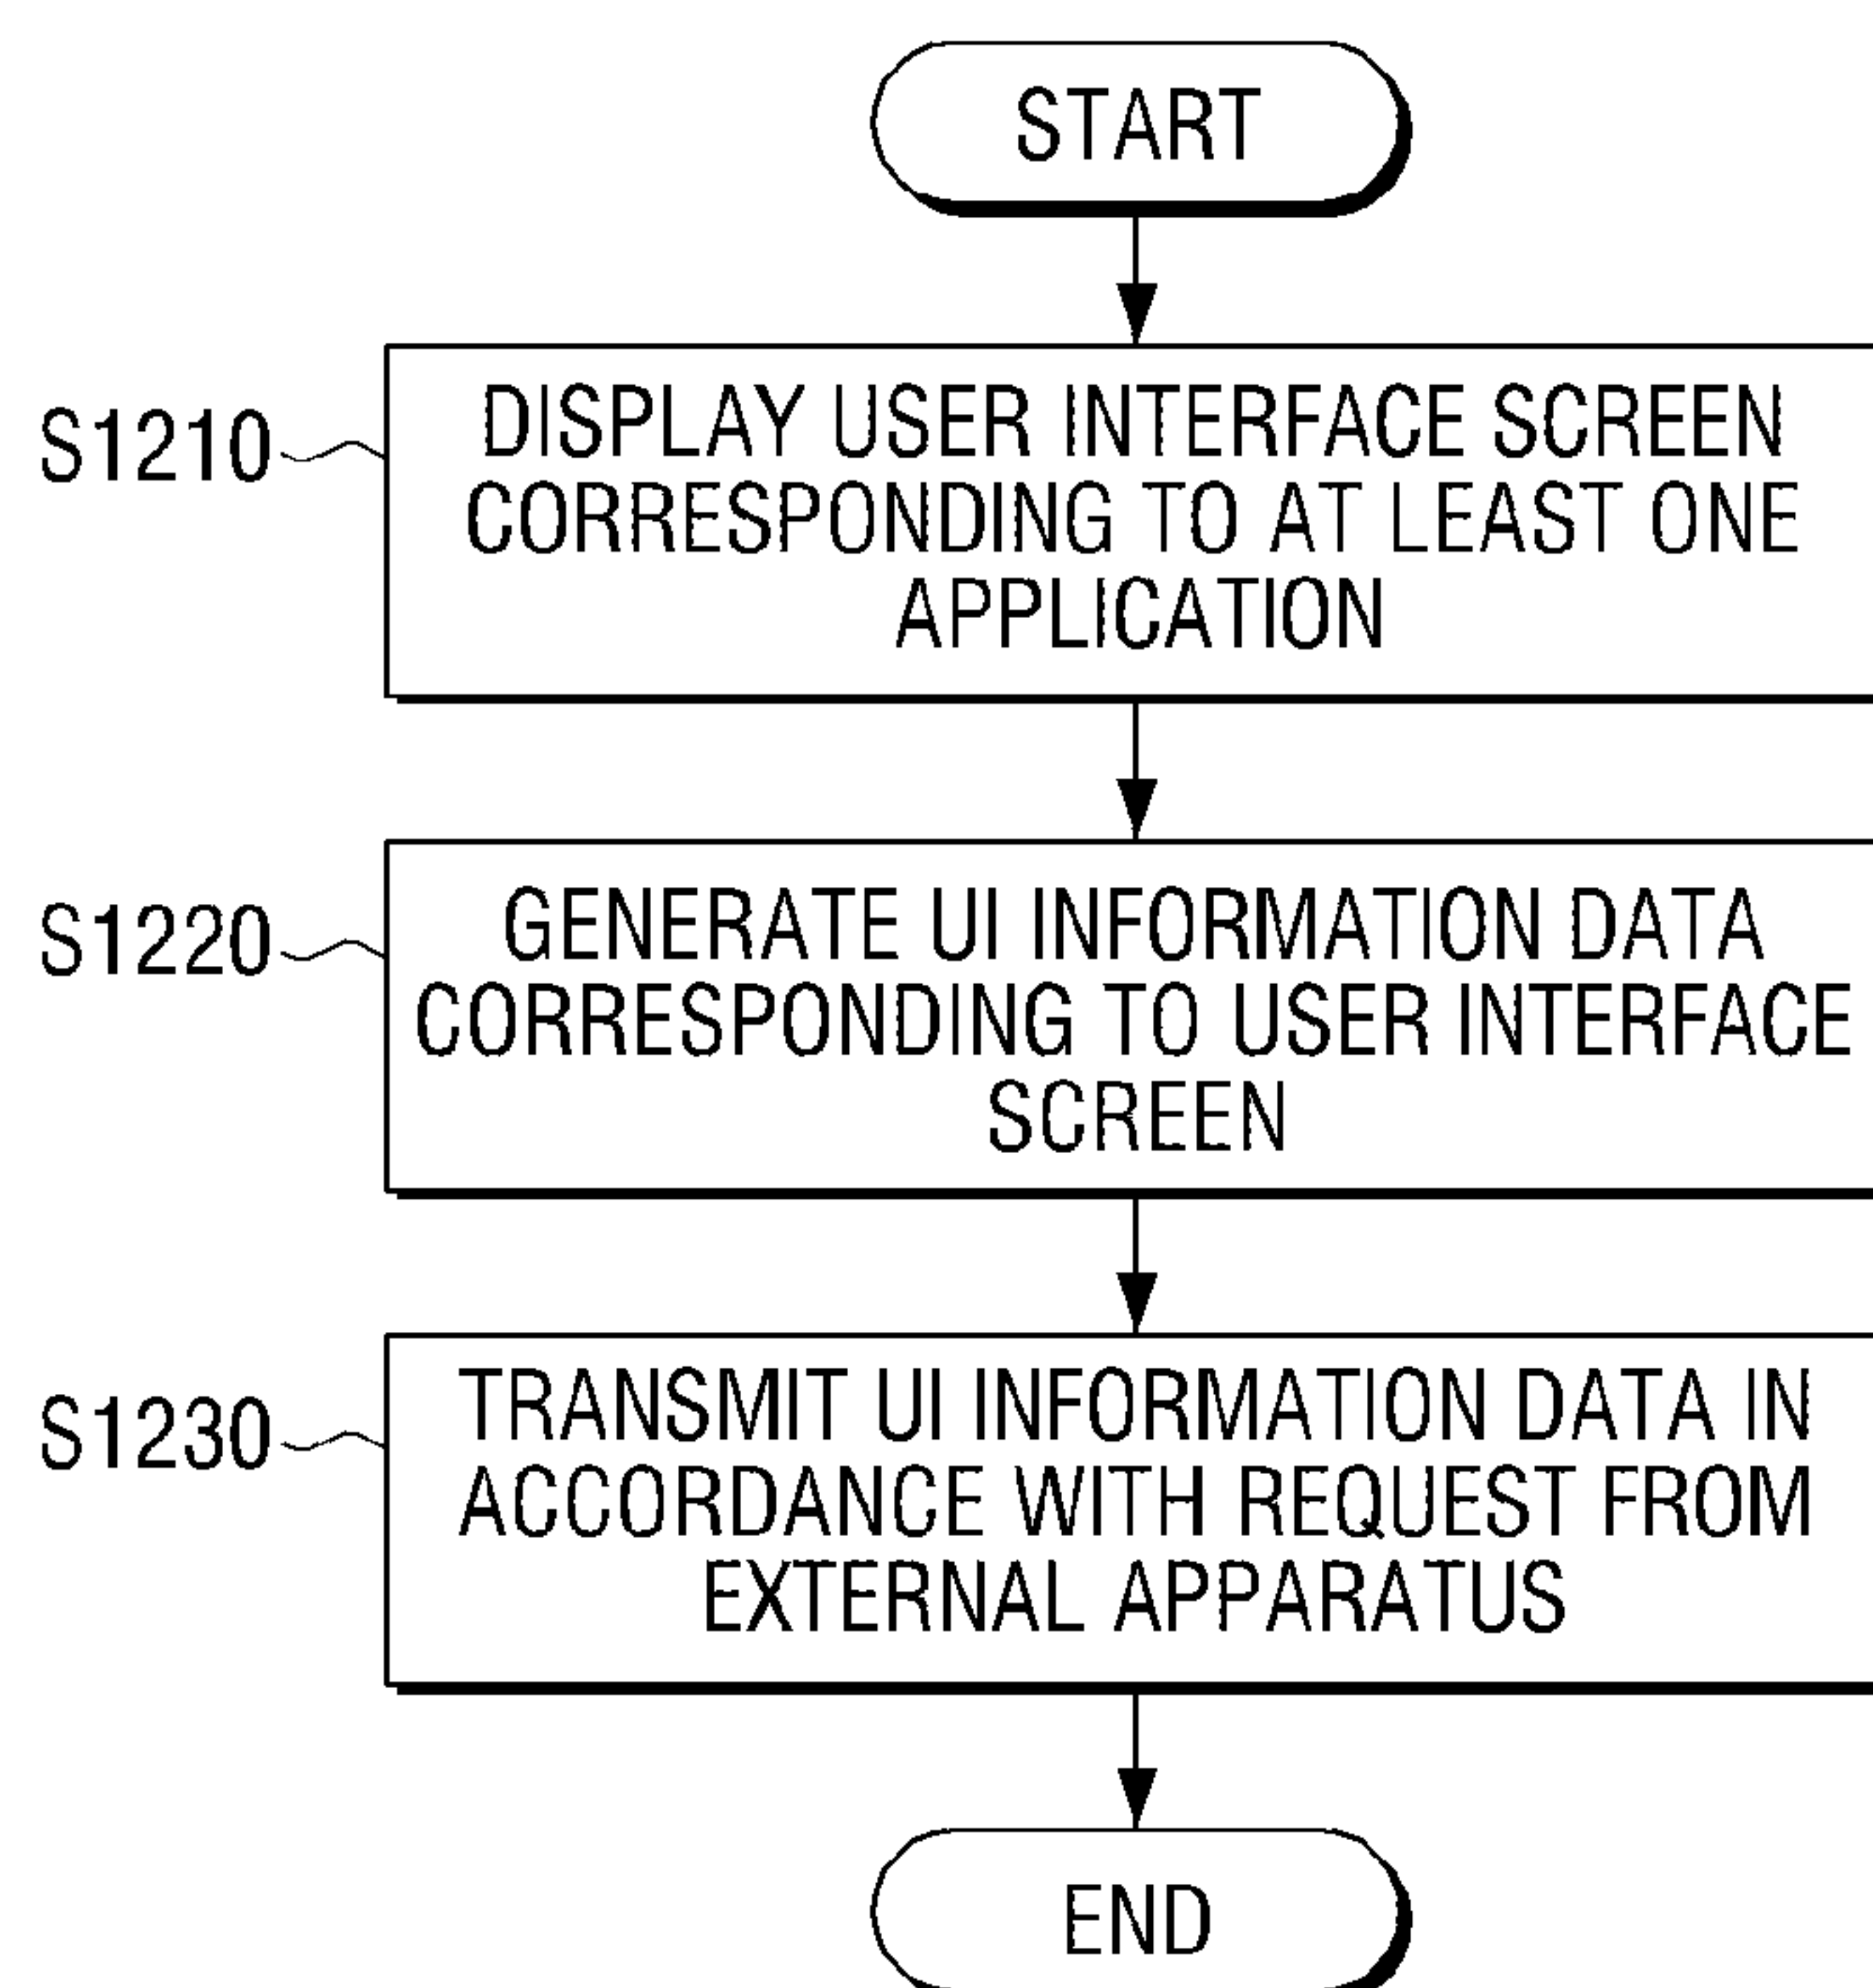 START
S1210
DISPLAY USER INTERFACE SCREEN
CORRESPONDING TO AT LEAST ONE
APPLICATION
S1220
GENERATE UI INFORMATION DATA
CORRESPONDING TO USER INTERFACE
SCREEN
S1230
TRANSMIT UI INFORMATION DATA IN
ACCORDANCE WITH REQUEST FROM
EXTERNAL APPARATUS
END